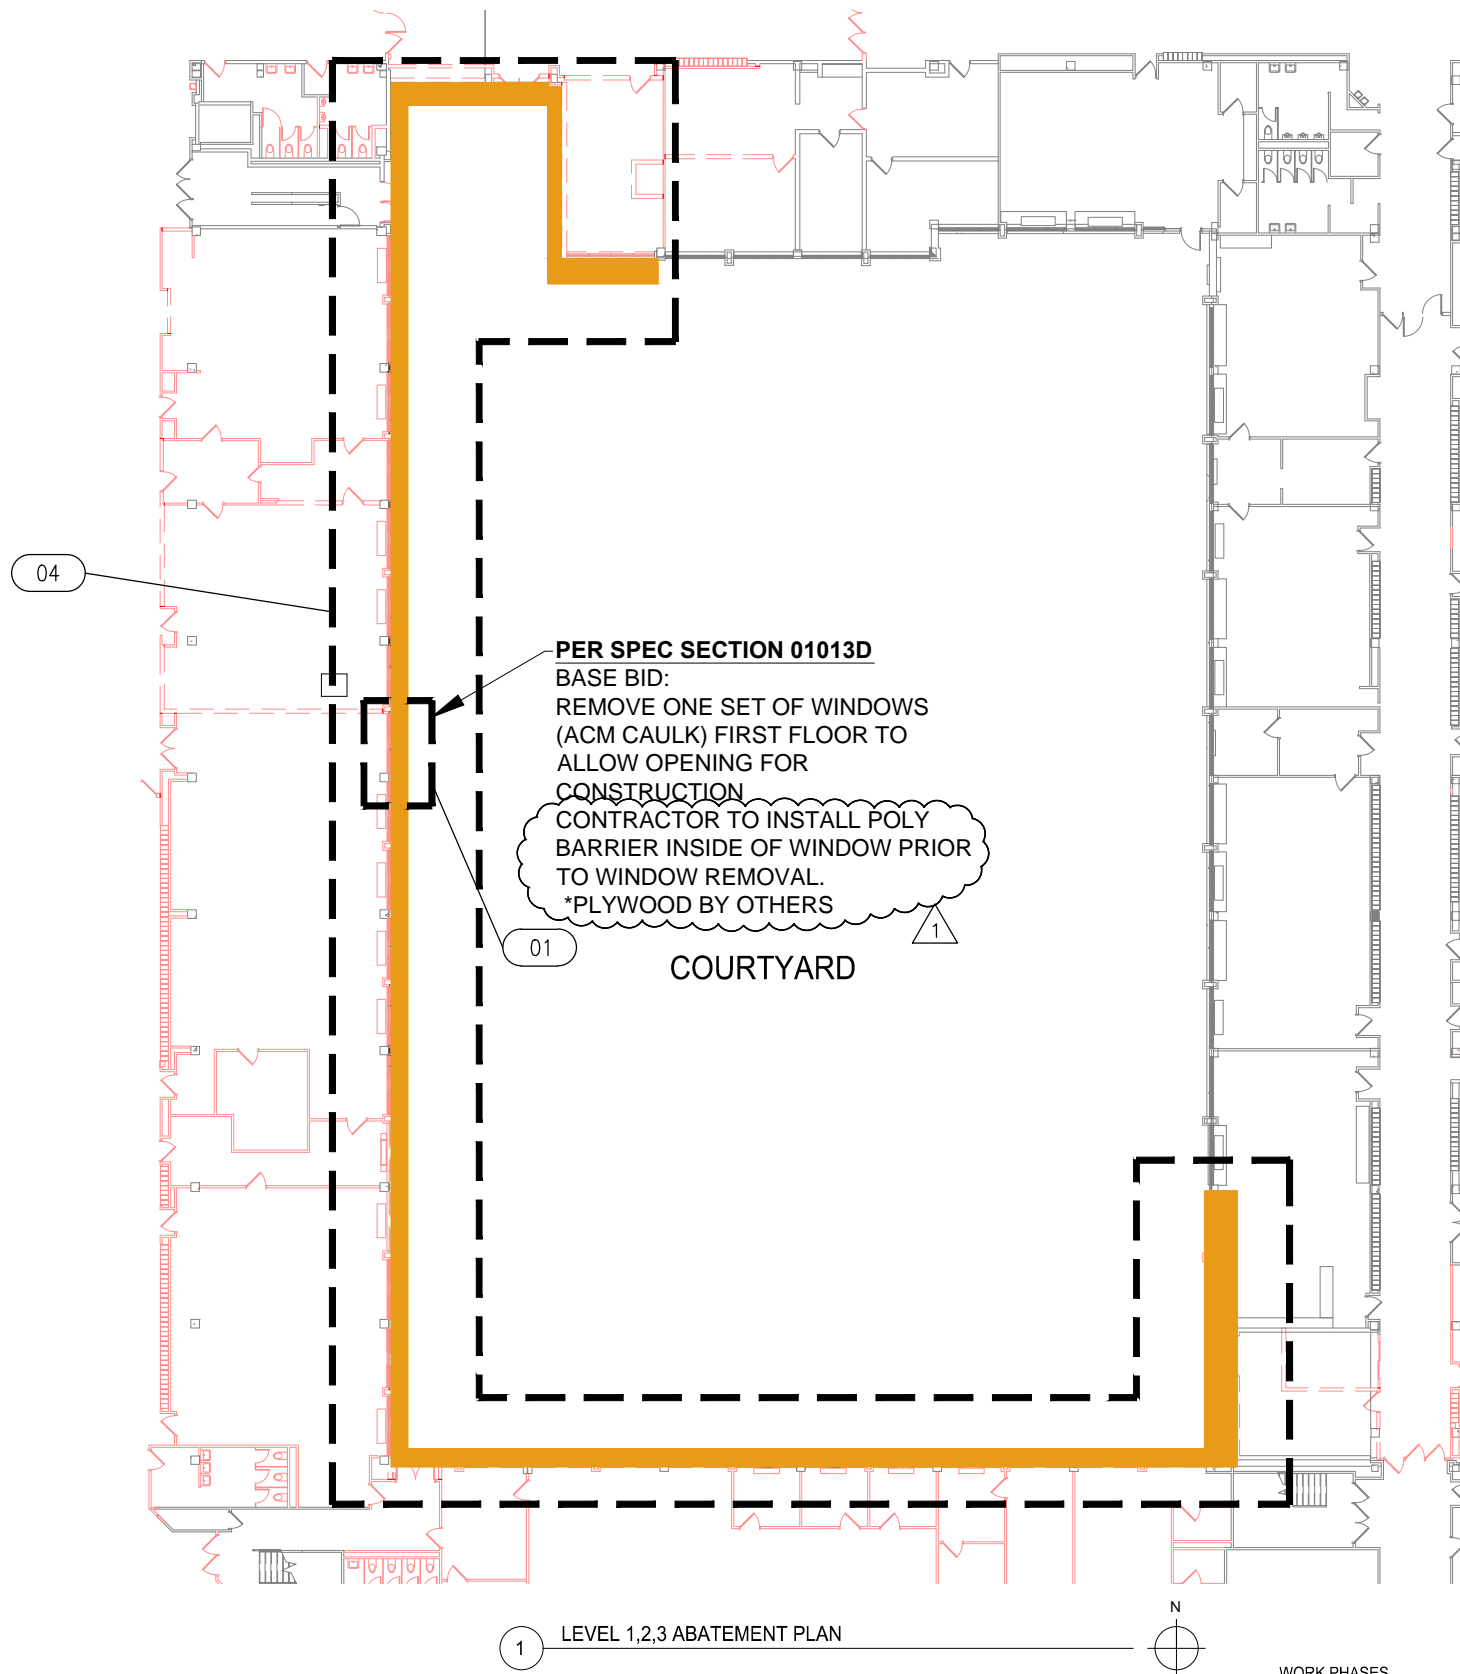 04
PER SPEC SECTION 01013D
BASE BID:
REMOVE ONE SET OF WINDOWS
(ACM CAULK) FIRST FLOOR TO
ALLOW OPENING FOR
CONSTRUCTION
CONTRACTOR TO INSTALL POLY
BARRIER INSIDE OF WINDOW PRIOR
TO WINDOW REMOVAL.
*PLYWOOD BY OTHERS
1
01
COURTYARD
N
1
LEVEL 1,2,3 ABATEMENT PLAN
WORK PHASES